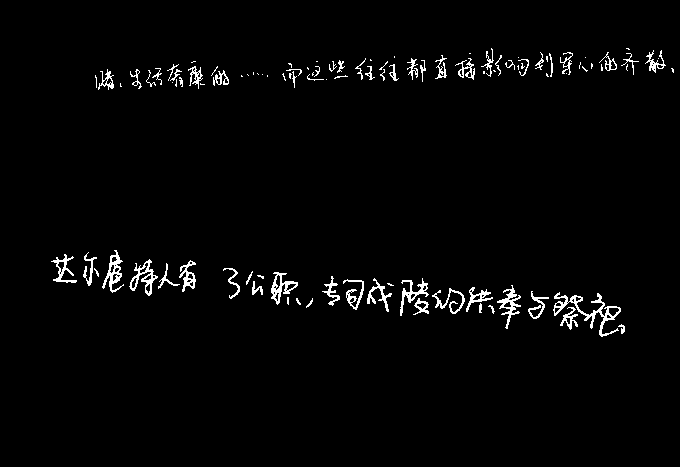 赌、生活奢靡的……而这些往往都直接影响到军心的齐散、
达尔扈特人有了公职，专司成陵的供奉与祭祀。